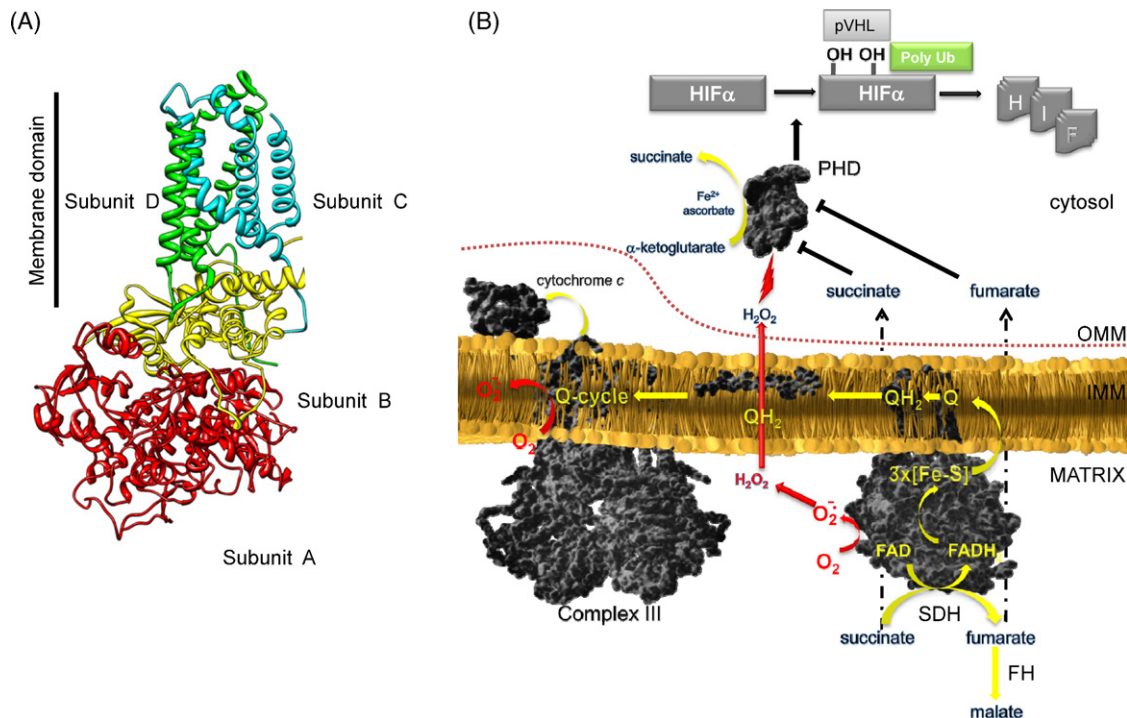 (A)
Membrane domain
Subunit D
Subunit C
Subunit B
Subunit A
(B)
pVHL
OH OH
Poly Ub
HIFα
HIFα
H I F
succinate
Fe2+
ascorbate
α-ketoglutarate
PHD
cytosol
cytochrome c
H2O2
succinate
fumarate
OMM
O2·-
Q-cycle
QH2
QH2
Q
IMM
O2
H2O2
3x[Fe-S]
MATRIX
O2·-
O2
FAD
FADH
Complex III
SDH
succinate
fumarate
FH
malate